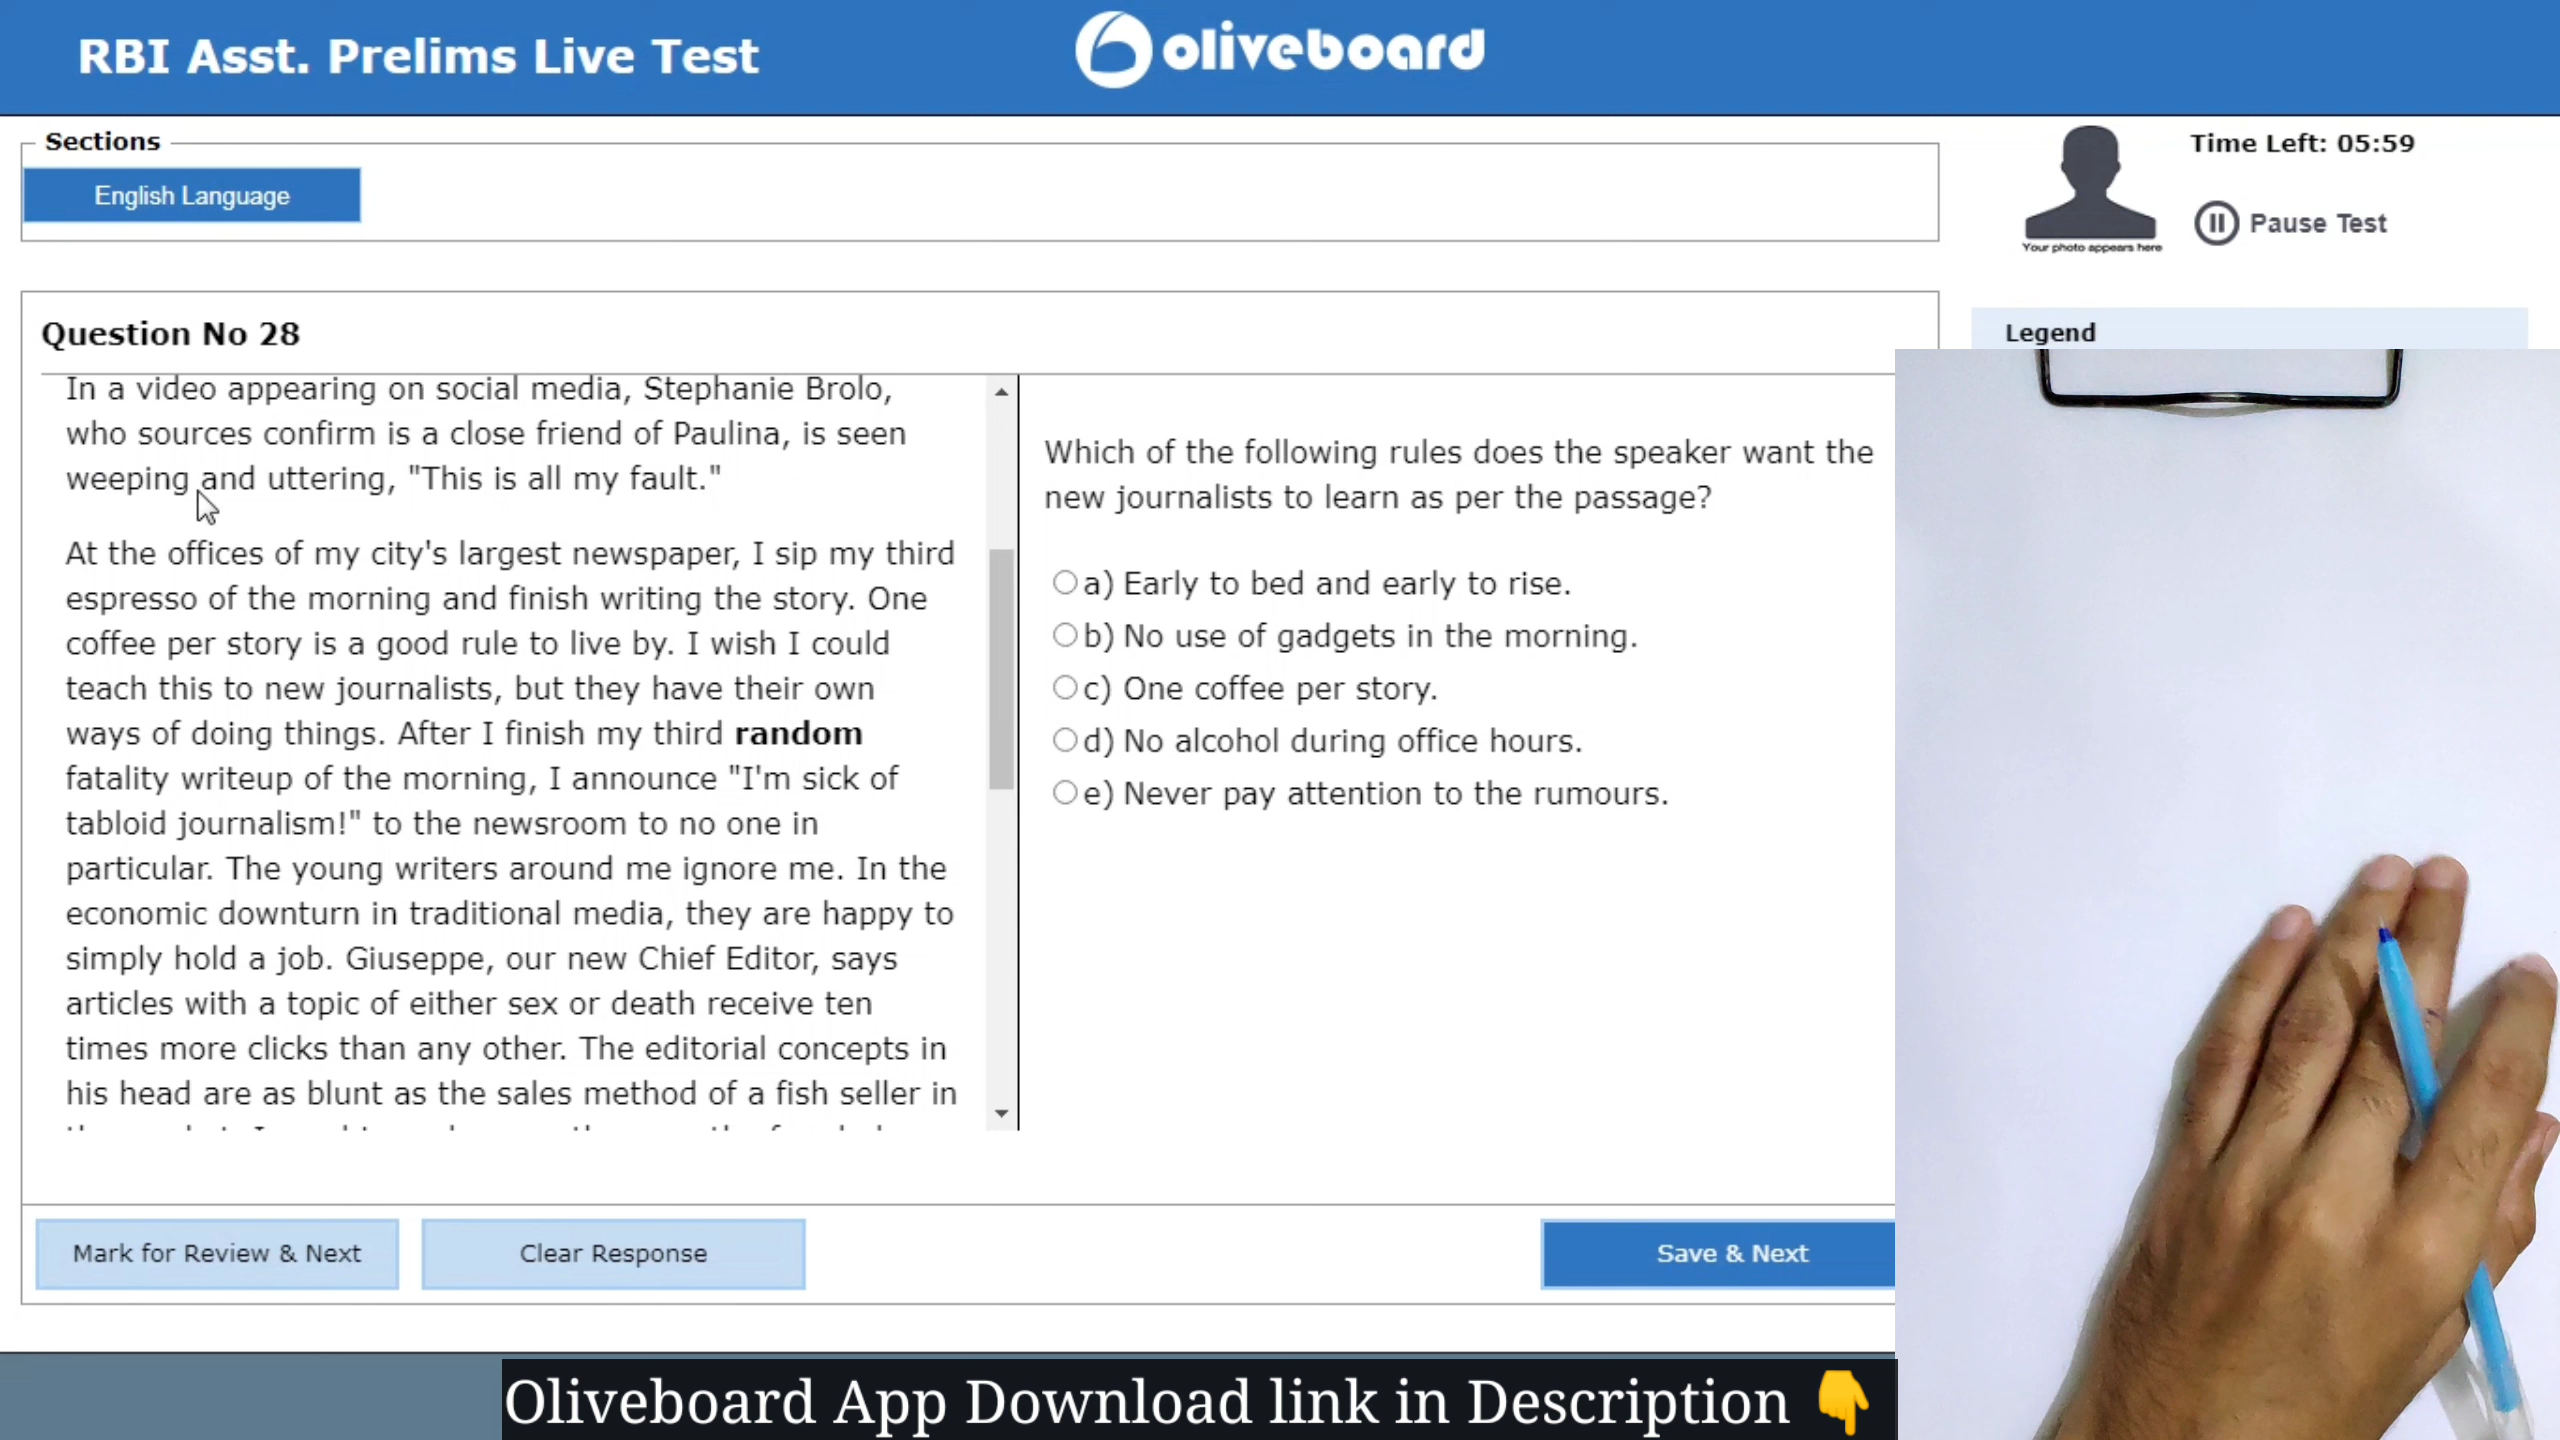 RBI Asst. Prelims Live Test
oliveboard
Sections
English Language
Time Left: 05:59
Pause Test
Your photo appears here
Legend
Question No 28
In a video appearing on social media, Stephanie Brolo,
who sources confirm is a close friend of Paulina, is seen
weeping and uttering, "This is all my fault."
At the offices of my city's largest newspaper, I sip my third
espresso of the morning and finish writing the story. One
coffee per story is a good rule to live by. I wish I could
teach this to new journalists, but they have their own
ways of doing things. After I finish my third random
fatality writeup of the morning, I announce "I'm sick of
tabloid journalism!" to the newsroom to no one in
particular. The young writers around me ignore me. In the
economic downturn in traditional media, they are happy to
simply hold a job. Giuseppe, our new Chief Editor, says
articles with a topic of either sex or death receive ten
times more clicks than any other. The editorial concepts in
his head are as blunt as the sales method of a fish seller in
Which of the following rules does the speaker want the
new journalists to learn as per the passage?
a) Early to bed and early to rise.
b) No use of gadgets in the morning.
c) One coffee per story.
d) No alcohol during office hours.
e) Never pay attention to the rumours.
Mark for Review & Next
Clear Response
Save & Next
Oliveboard App Download link in Description 👇